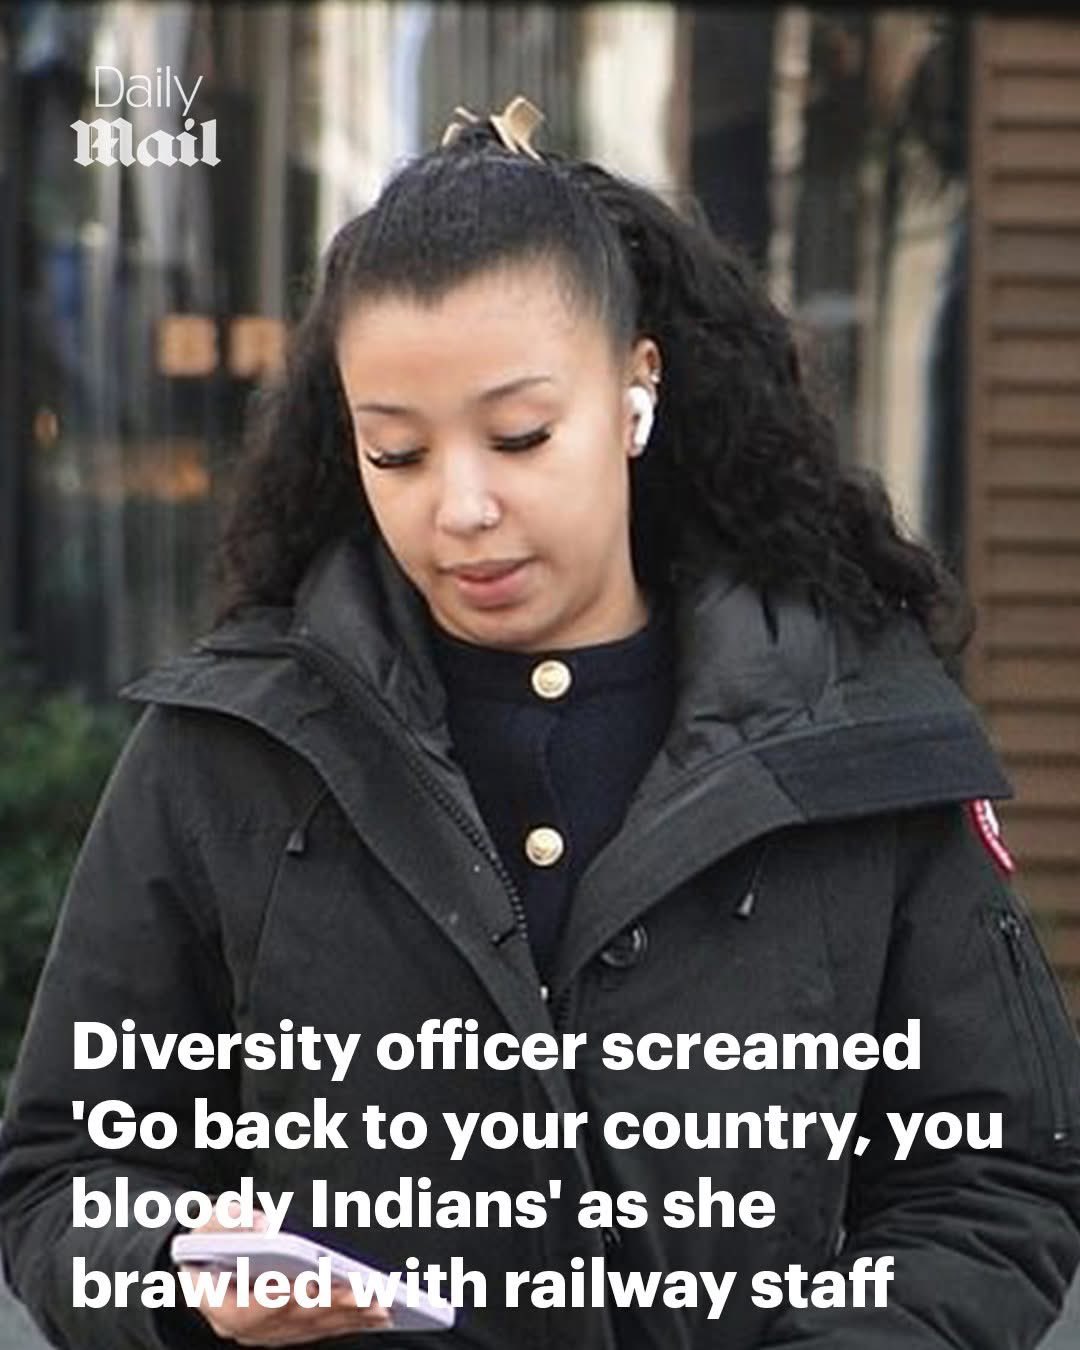 Daily
Mail
Diversity officer screamed
'Go back to your country, you
bloody Indians' as she
brawled with railway staff